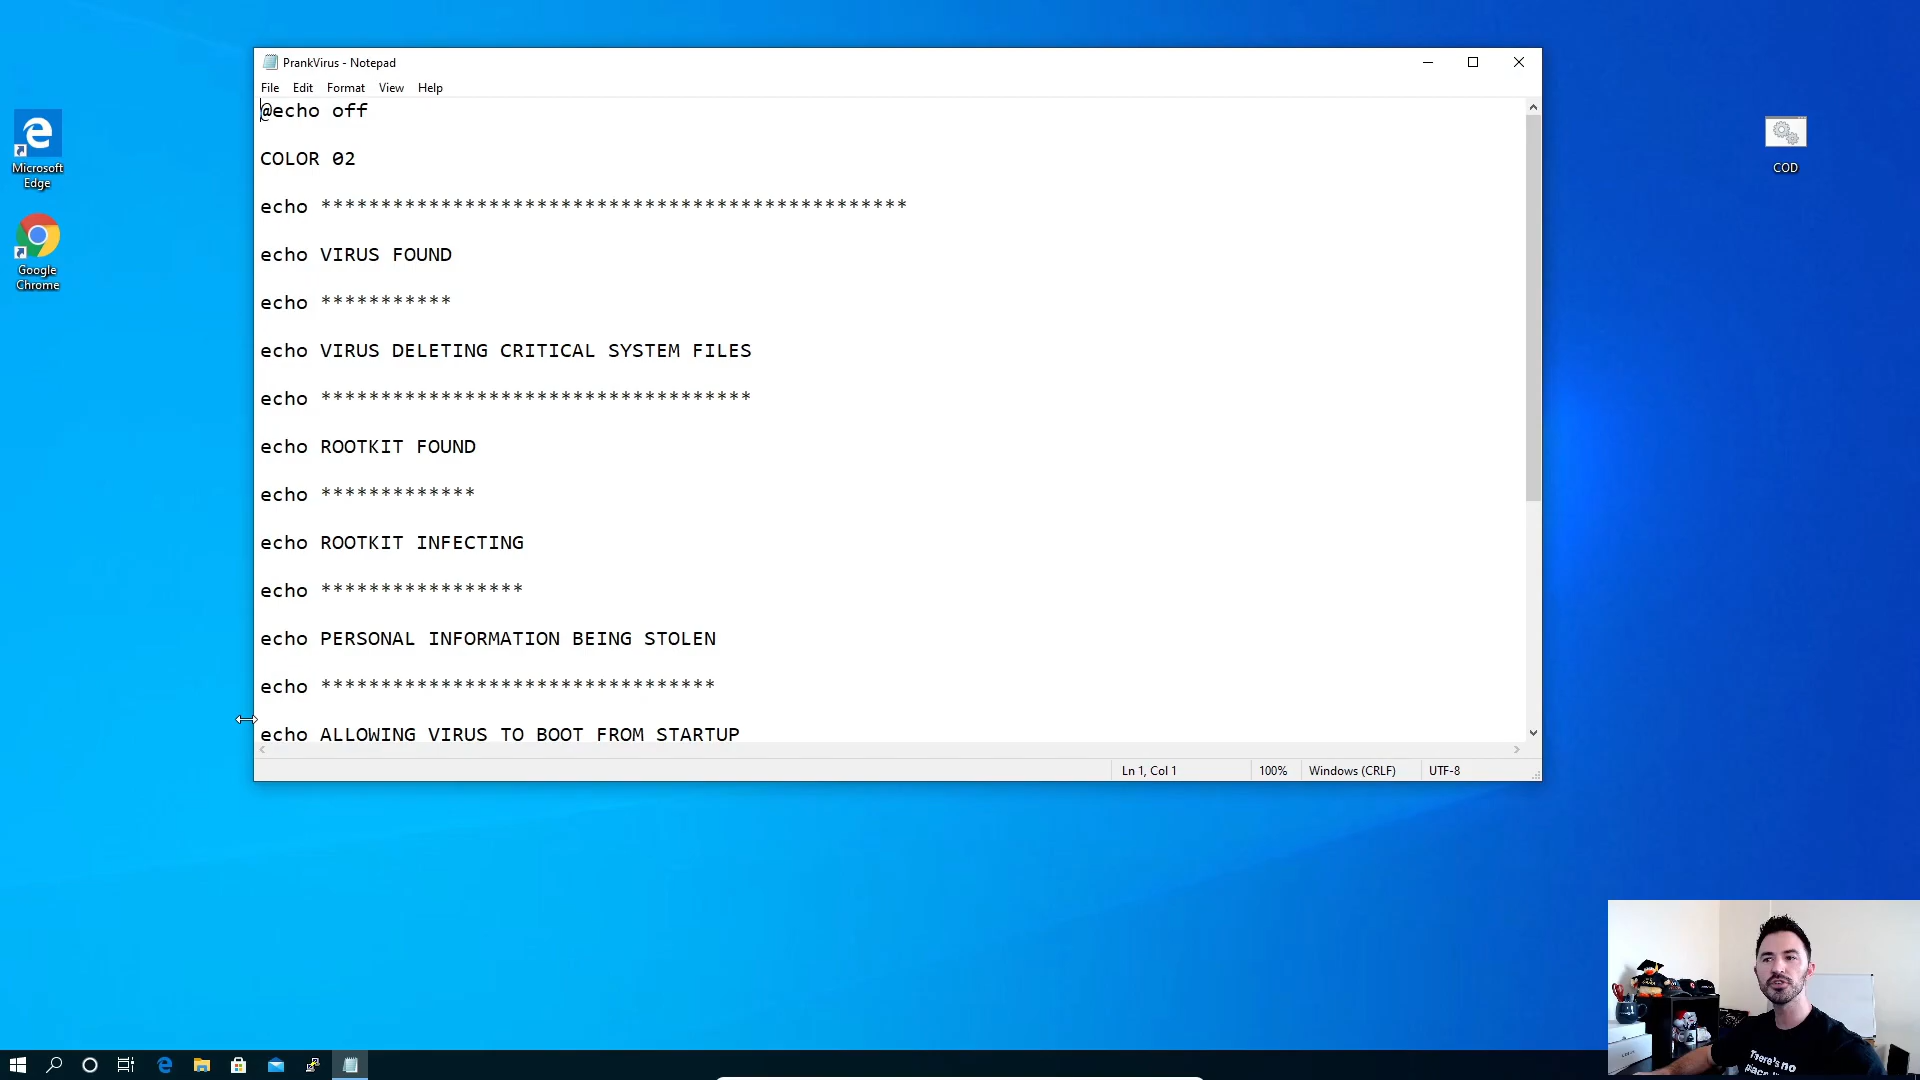 PrankVirus - Notepad
File Edit Format View Help
@echo off
COLOR 02
echo *************************************************
echo VIRUS FOUND
echo ***********
echo VIRUS DELETING CRITICAL SYSTEM FILES
echo ************************************
echo ROOTKIT FOUND
echo *************
echo ROOTKIT INFECTING
echo *****************
echo PERSONAL INFORMATION BEING STOLEN
echo *********************************
echo ALLOWING VIRUS TO BOOT FROM STARTUP
Ln 1, Col 1 100% Windows (CRLF) UTF-8
Microsoft
Edge
Google
Chrome
COD
There's no